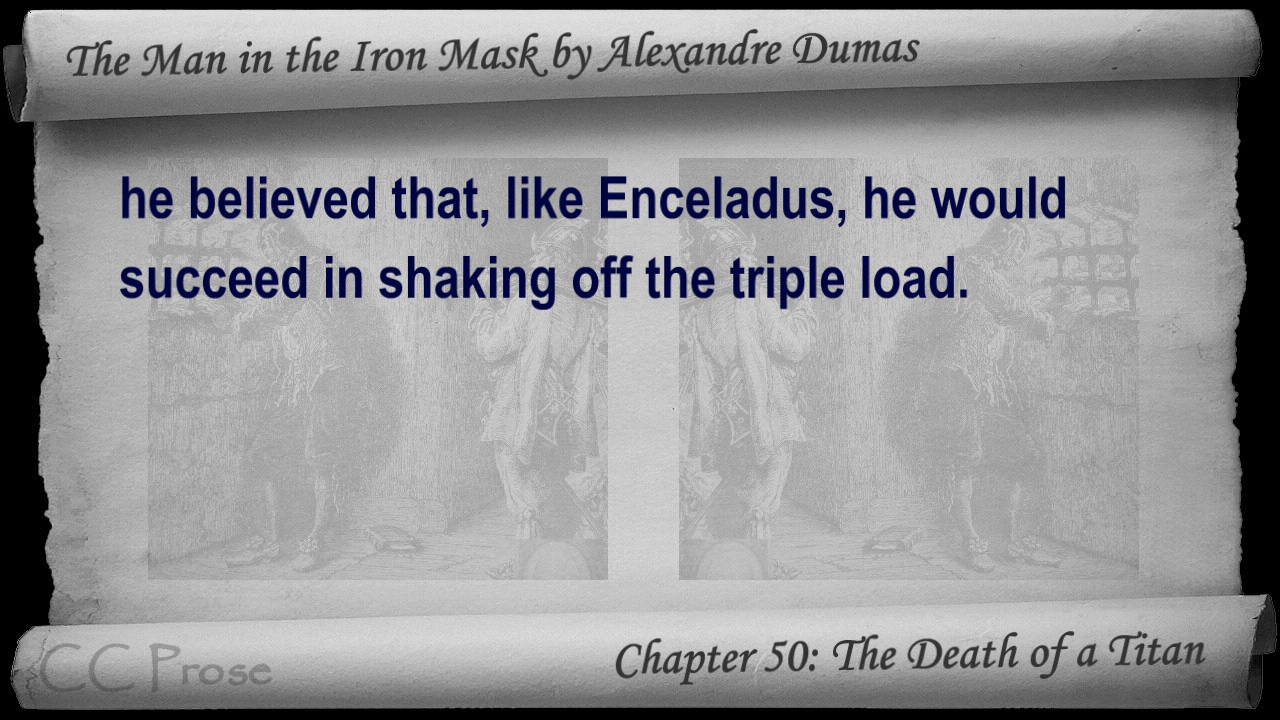 The Man in the Iron Mask by Alexandre Dumas
he believed that, like Enceladus, he would
succeed in shaking off the triple load.
CC Prose
Chapter 50: The Death of a Titan